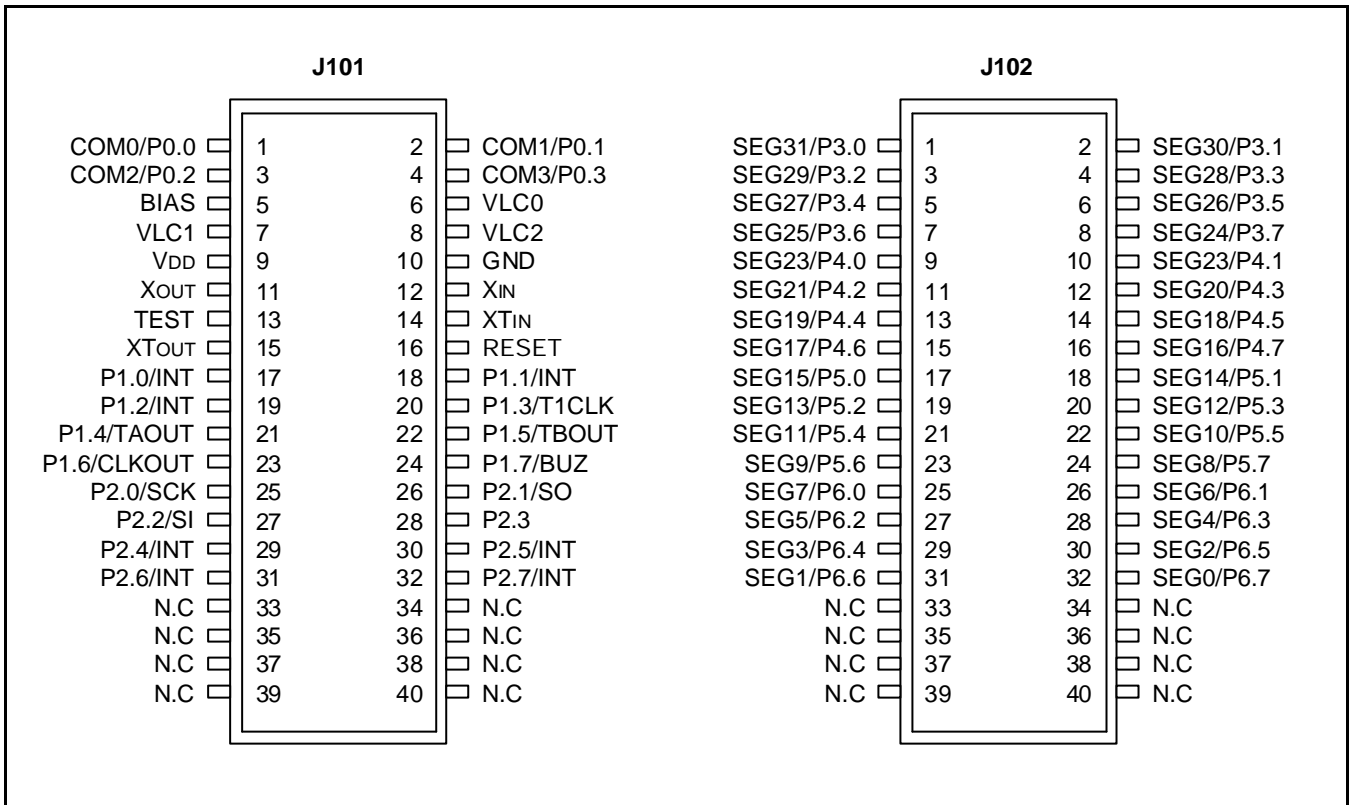 J101 J102
COM0/P0.0 1 2 COM1/P0.1 SEG31/P3.0 1 2 SEG30/P3.1
COM2/P0.2 3 4 COM3/P0.3 SEG29/P3.2 3 4 SEG28/P3.3
BIAS 5 6 VLC0 SEG27/P3.4 5 6 SEG26/P3.5
VLC1 7 8 VLC2 SEG25/P3.6 7 8 SEG24/P3.7
VDD 9 10 GND SEG23/P4.0 9 10 SEG23/P4.1
XOUT 11 12 XIN SEG21/P4.2 11 12 SEG20/P4.3
TEST 13 14 XTIN SEG19/P4.4 13 14 SEG18/P4.5
XTOUT 15 16 RESET SEG17/P4.6 15 16 SEG16/P4.7
P1.0/INT 17 18 P1.1/INT SEG15/P5.0 17 18 SEG14/P5.1
P1.2/INT 19 20 P1.3/T1CLK SEG13/P5.2 19 20 SEG12/P5.3
P1.4/TAOUT 21 22 P1.5/TBOUT SEG11/P5.4 21 22 SEG10/P5.5
P1.6/CLKOUT 23 24 P1.7/BUZ SEG9/P5.6 23 24 SEG8/P5.7
P2.0/SCK 25 26 P2.1/SO SEG7/P6.0 25 26 SEG6/P6.1
P2.2/SI 27 28 P2.3 SEG5/P6.2 27 28 SEG4/P6.3
P2.4/INT 29 30 P2.5/INT SEG3/P6.4 29 30 SEG2/P6.5
P2.6/INT 31 32 P2.7/INT SEG1/P6.6 31 32 SEG0/P6.7
N.C 33 34 N.C N.C 33 34 N.C
N.C 35 36 N.C N.C 35 36 N.C
N.C 37 38 N.C N.C 37 38 N.C
N.C 39 40 N.C N.C 39 40 N.C